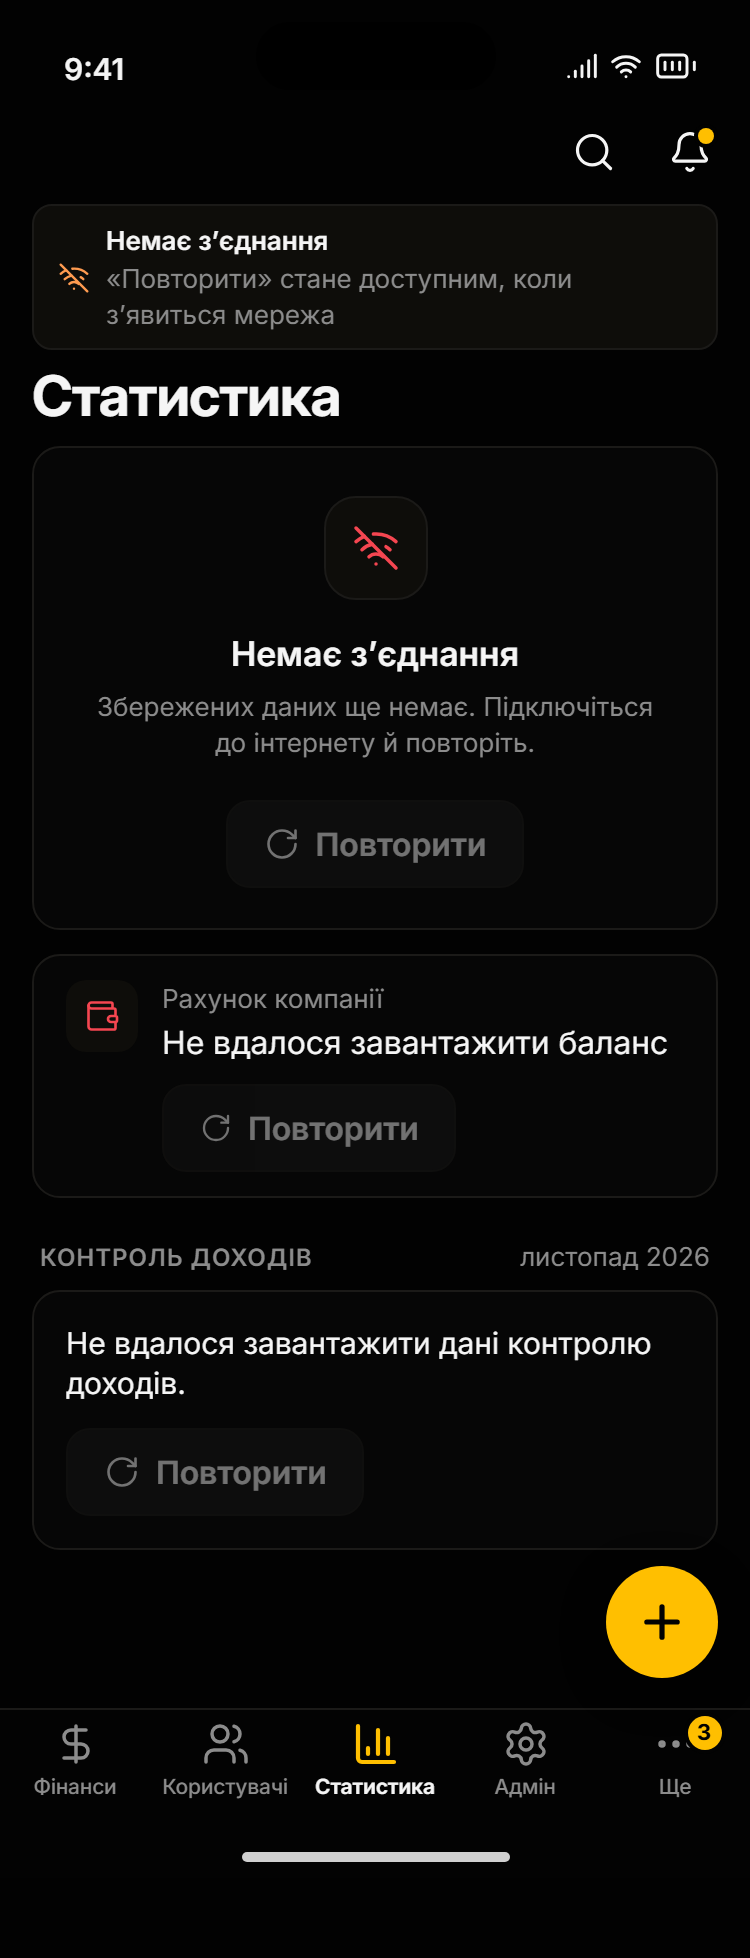 9:41
Немає з’єднання
«Повторити» стане доступним, коли
з’явиться мережа
Статистика
Немає з’єднання
Збережених даних ще немає. Підключіться
до інтернету й повторіть.
Повторити
Рахунок компанії
Не вдалося завантажити баланс
Повторити
КОНТРОЛЬ ДОХОДІВ
листопад 2026
Не вдалося завантажити дані контролю
доходів.
Повторити
3
Фінанси
Користувачі
Статистика
Адмін
Ще